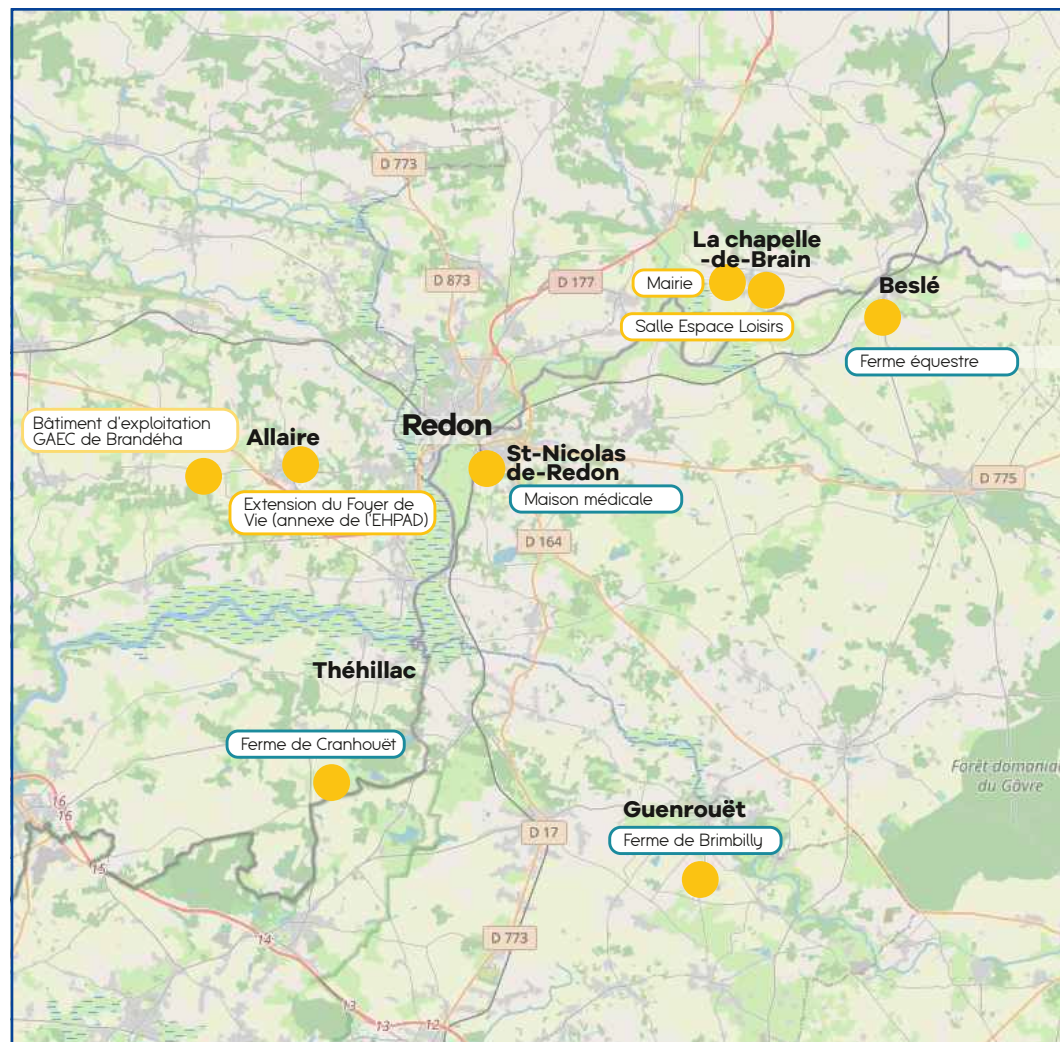 D 773
La chapelle
-de-Brain
D 873
D 177
Mairie
Beslé
Salle Espace Loisirs
Ferme équestre
Bâtiment d'exploitation
GAEC de Brandéha
Allaire
Redon
St-Nicolas
de-Redon
D 775
Extension du Foyer de
Vie (annexe de l'EHPAD)
Maison médicale
D 164
Théhillac
Ferme de Cranhouët
Forêt domaniale
du Gâvre
16
16
Guenrouët
D 17
Ferme de Brimbilly
15
14
D 773
13
13
12